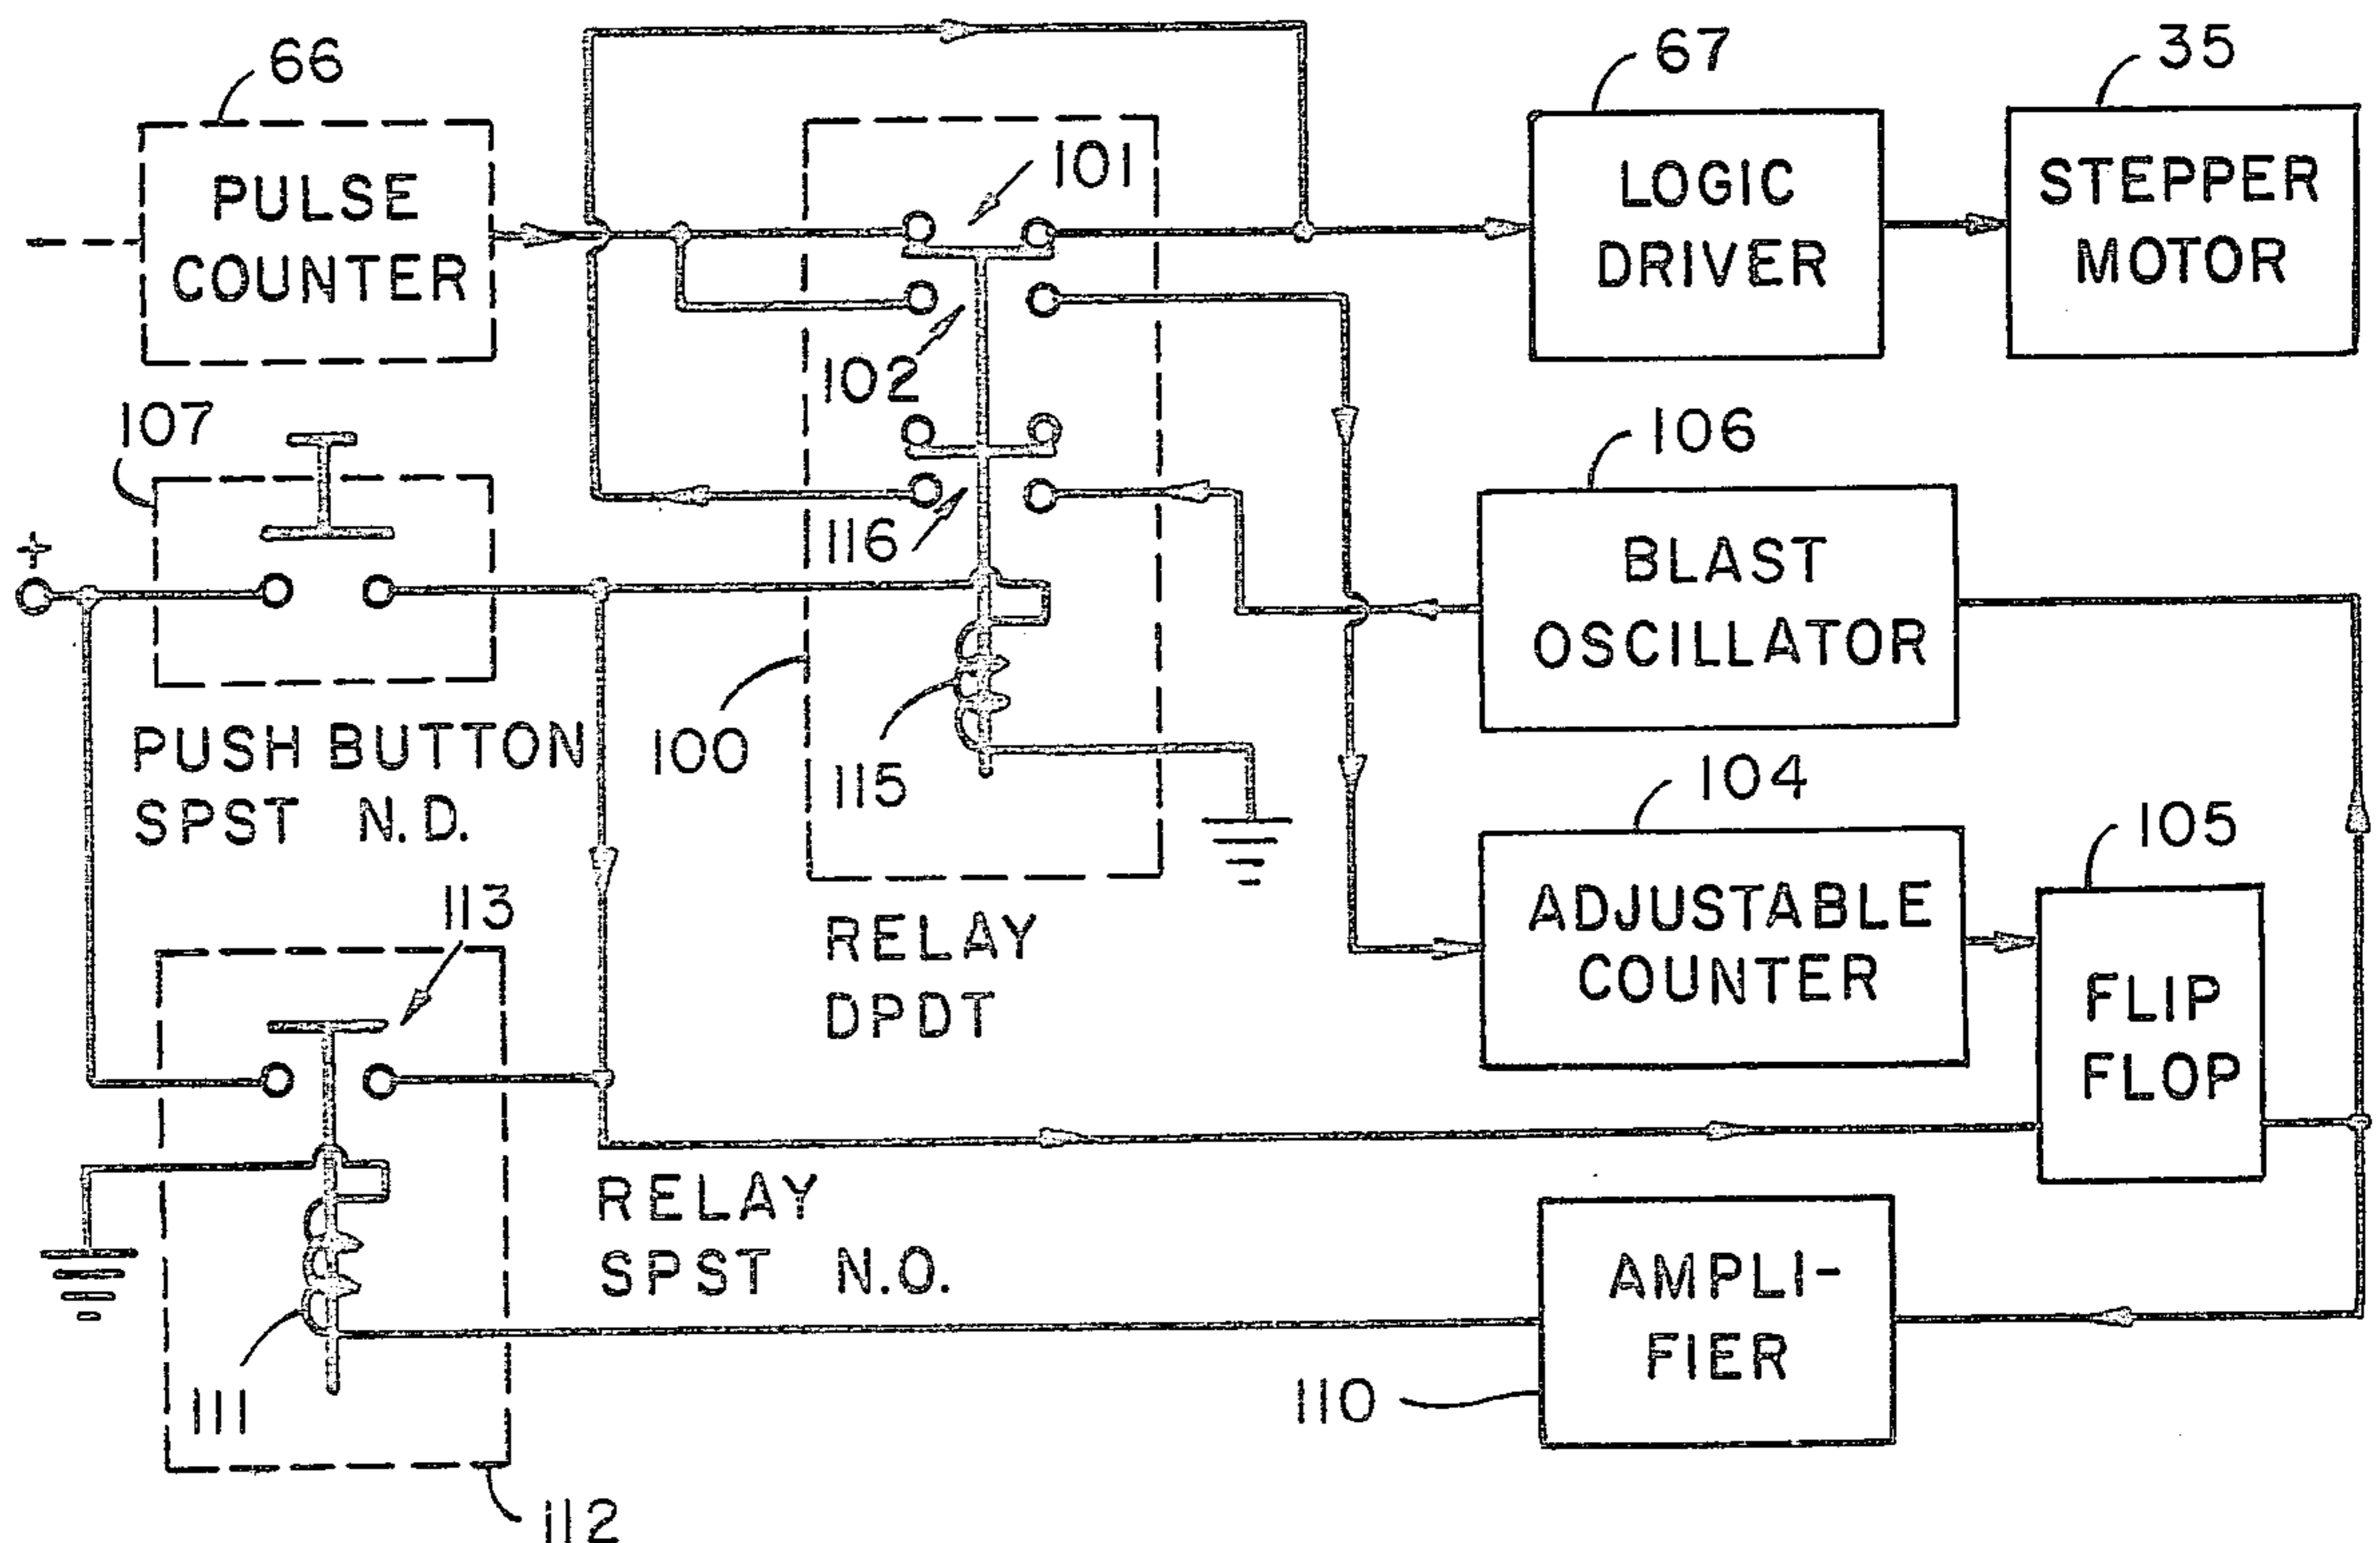 66
PULSE
COUNTER
101
102
67
LOGIC
DRIVER
35
STEPPER
MOTOR
107
+
PUSH BUTTON
SPST N.D.
116
100
115
RELAY
DPDT
106
BLAST
OSCILLATOR
104
ADJUSTABLE
COUNTER
105
FLIP
FLOP
113
111
112
RELAY
SPST N.O.
110
AMPLI-
FIER